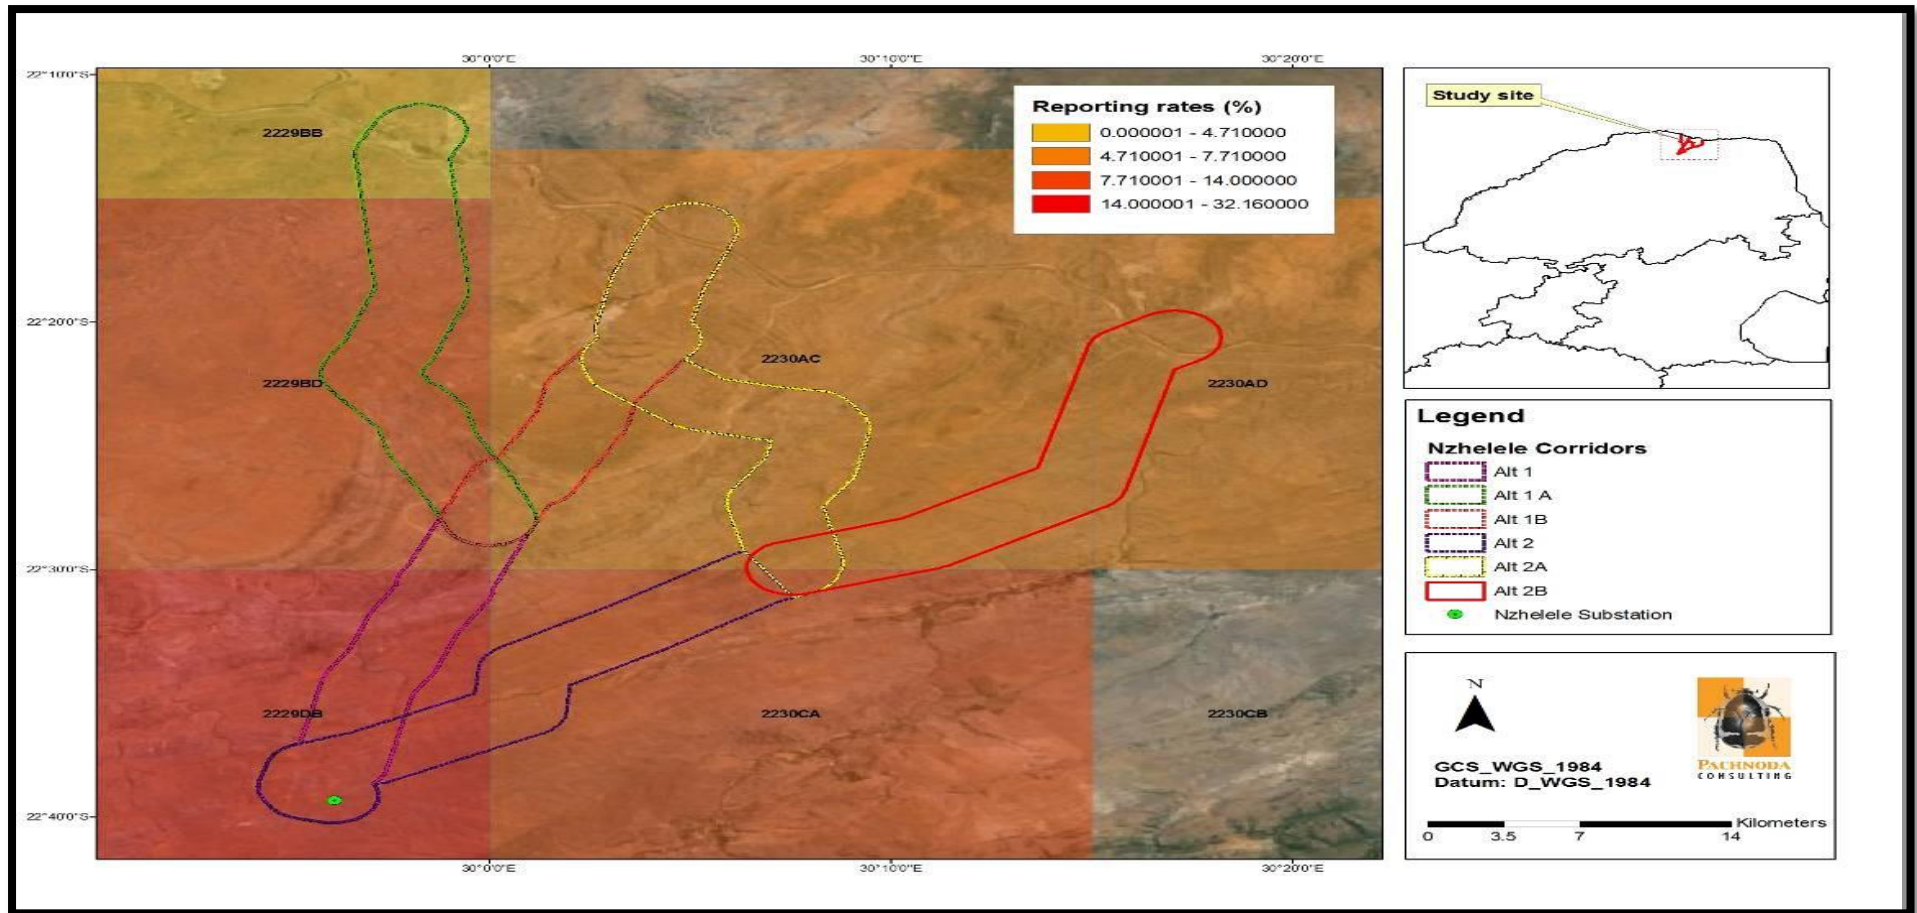 30°0'0"E
30°10'0"E
30°20'0"E
22°10'0"S
22°20'0"S
22°30'0"S
22°40'0"S
2229BB
2229BD
2230AC
2230AD
2229DB
2230CA
2230CB
30°0'0"E
30°10'0"E
30°20'0"E
Reporting rates (%)
0.000001 - 4.710000
4.710001 - 7.710000
7.710001 - 14.000000
14.000001 - 32.160000
Study site
Legend
Nzhelele Corridors
Alt 1
Alt 1 A
Alt 1B
Alt 2
Alt 2A
Alt 2B
Nzhelele Substation
N
GCS_WGS_1984
Datum: D_WGS_1984
PACHNODA
CONSULTING
Kilometers
0 3.5 7 14